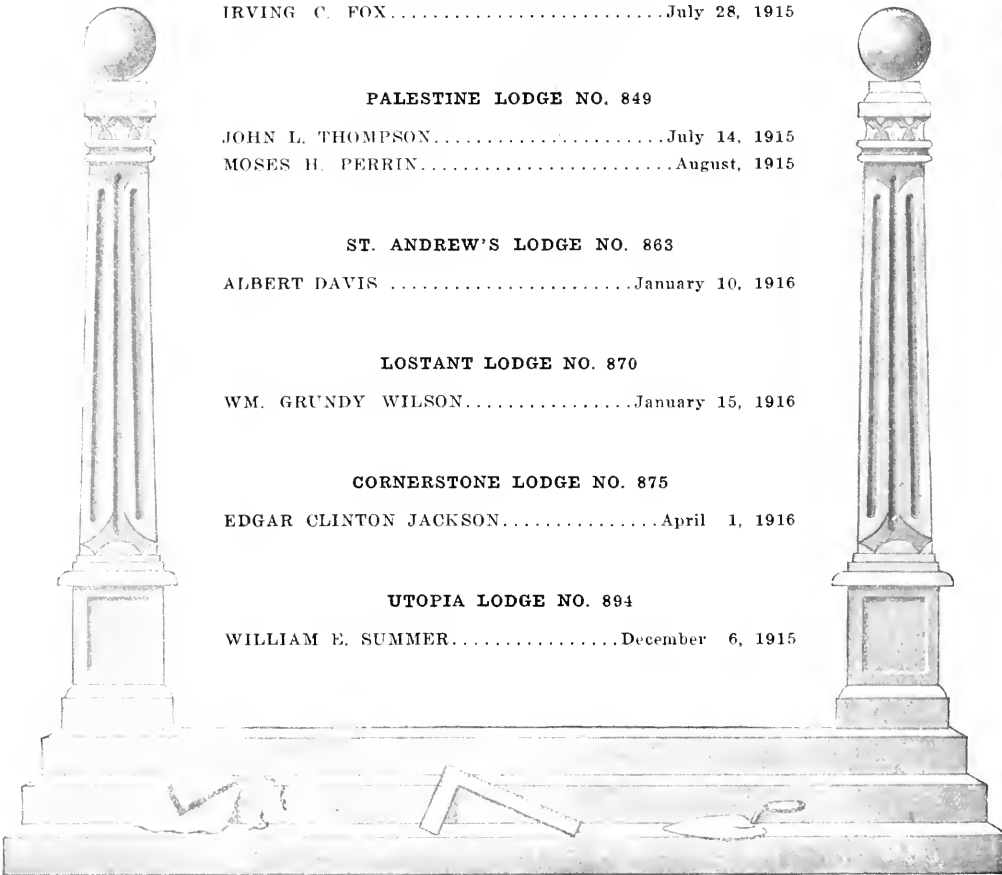 IRVING C. FOX..........................July 28, 1915
PALESTINE LODGE NO. 849
JOHN L. THOMPSON......................July 14, 1915
MOSES H. PERRIN........................August, 1915
ST. ANDREW'S LODGE NO. 863
ALBERT DAVIS .......................January 10, 1916
LOSTANT LODGE NO. 870
WM. GRUNDY WILSON................January 15, 1916
CORNERSTONE LODGE NO. 875
EDGAR CLINTON JACKSON...............April 1, 1916
UTOPIA LODGE NO. 894
WILLIAM E. SUMMER................December 6, 1915